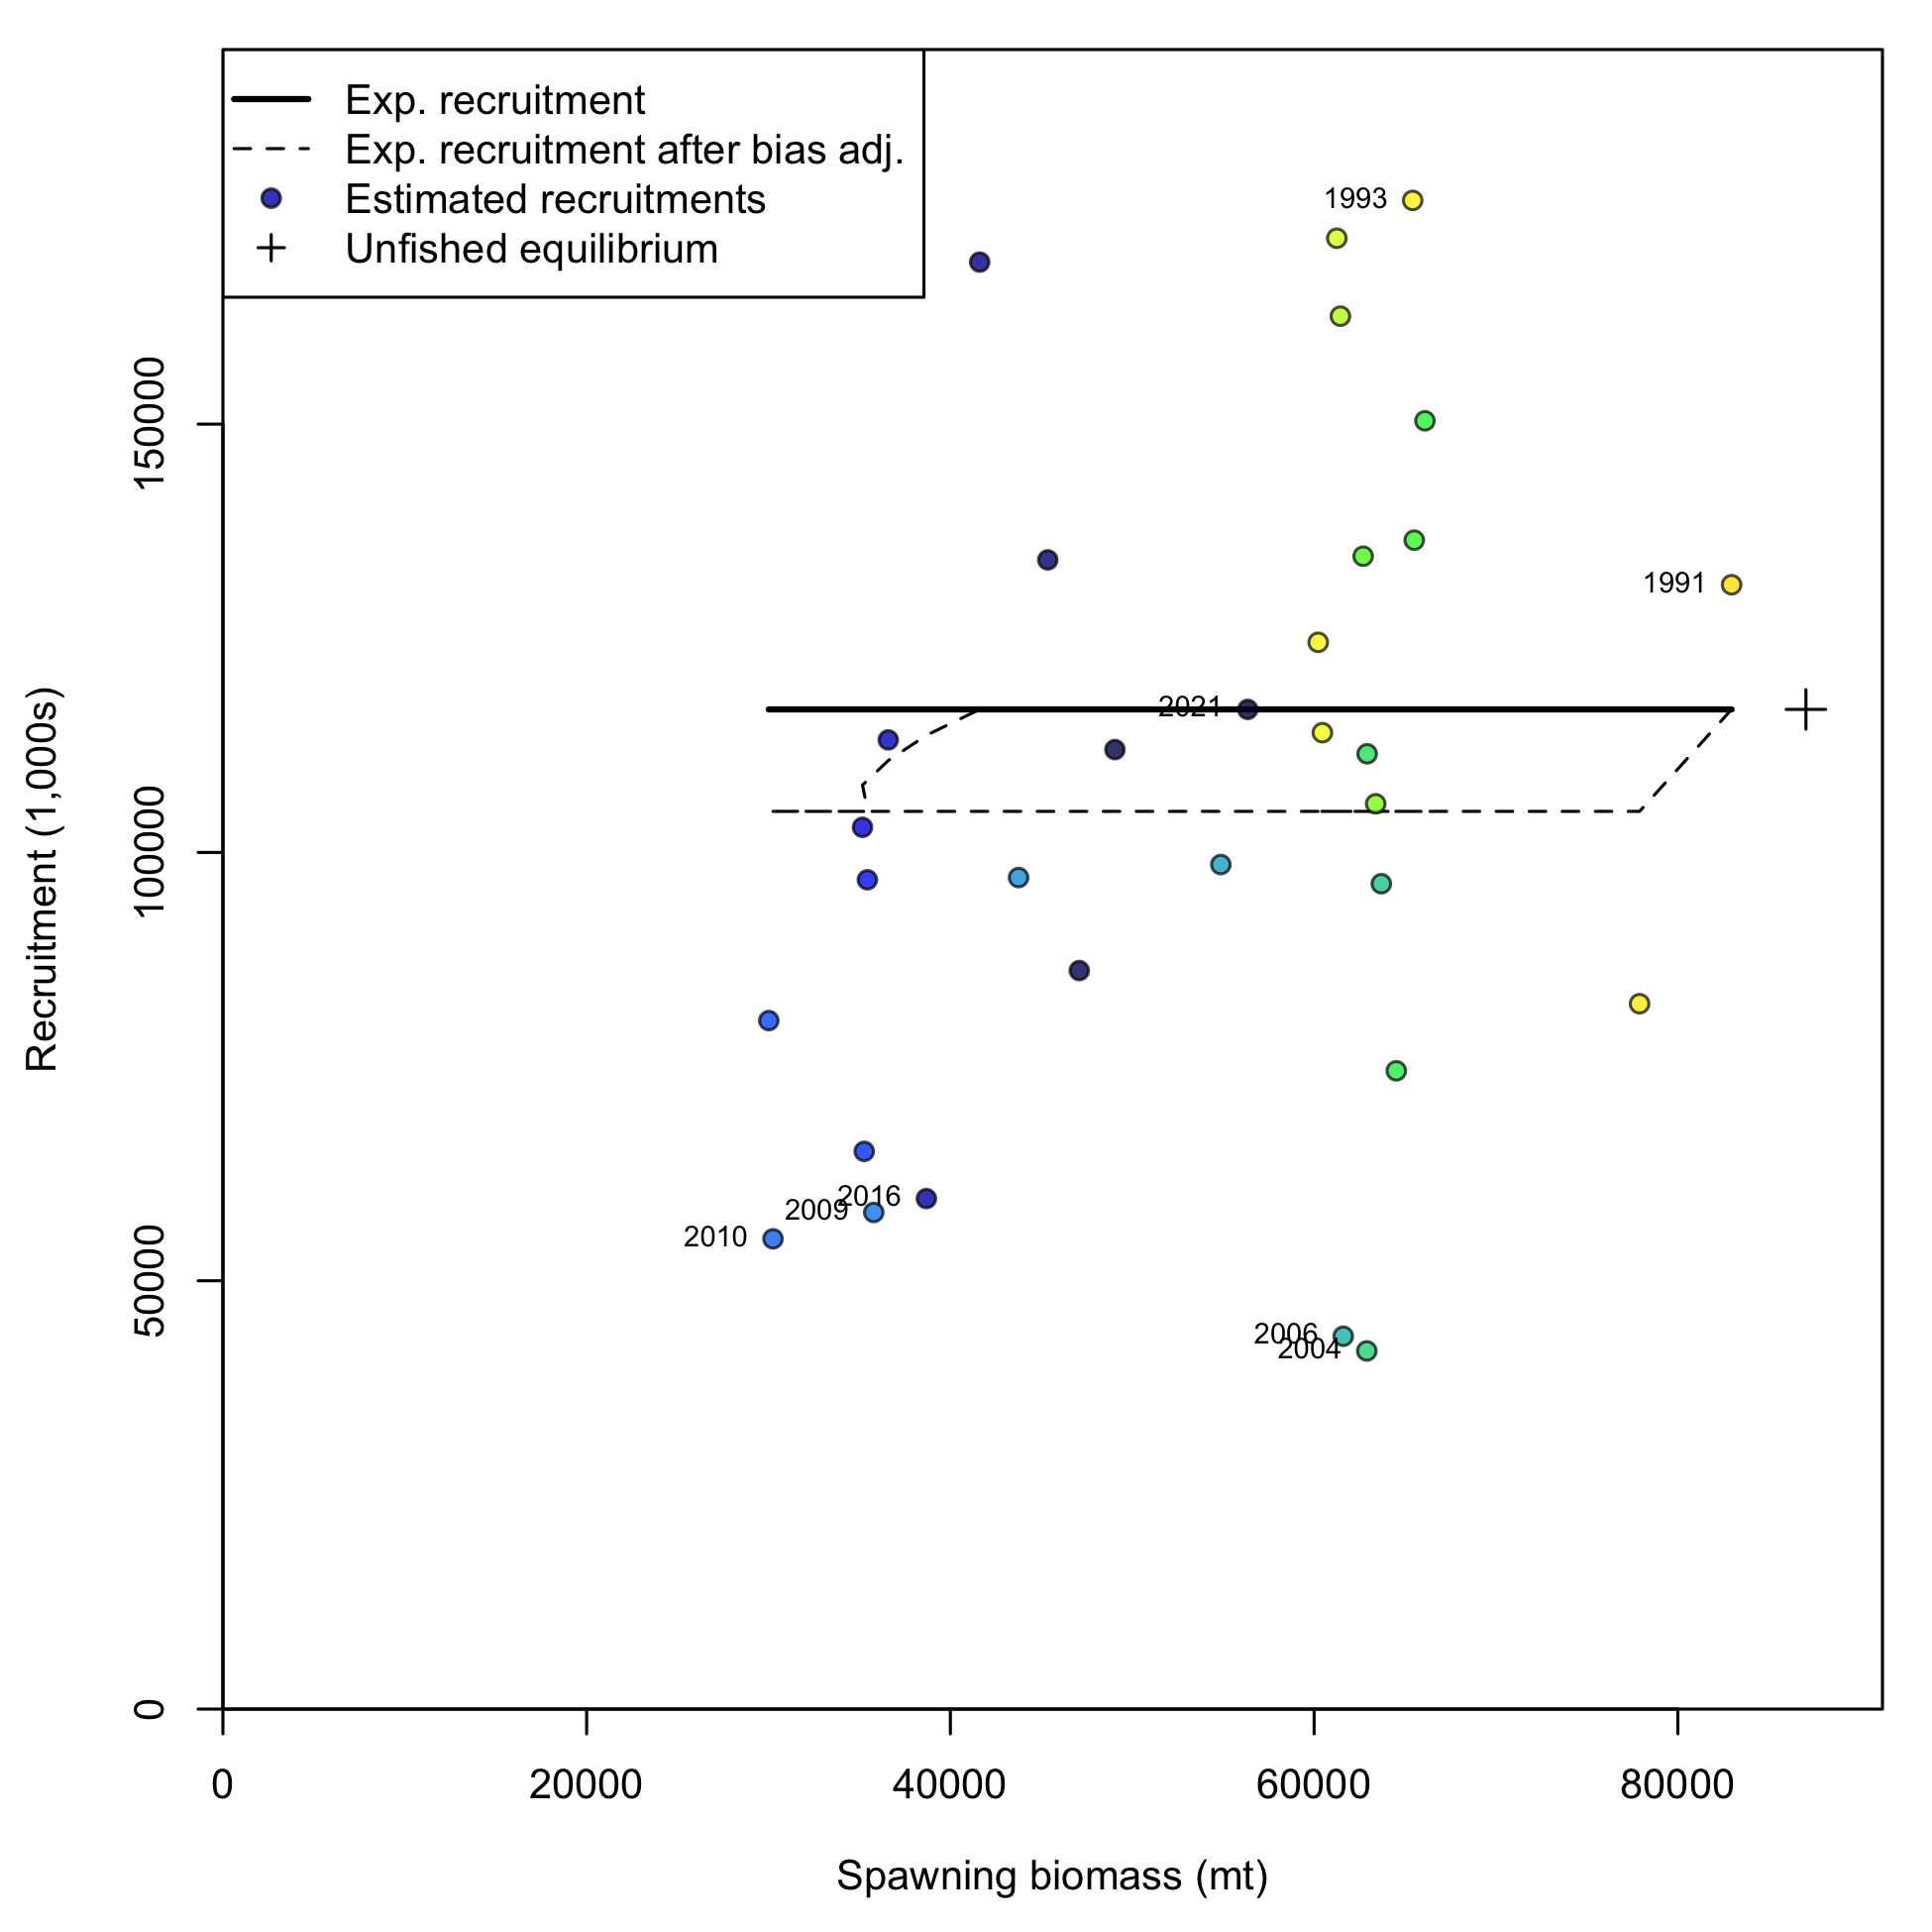 Exp. recruitment
Exp. recruitment after bias adj.
Estimated recruitments
Unfished equilibrium
1993
1991
2021
2016
2009
2010
2006
2004
Recruitment (1,000s)
150000
100000
50000
0
0 20000 40000 60000 80000
Spawning biomass (mt)